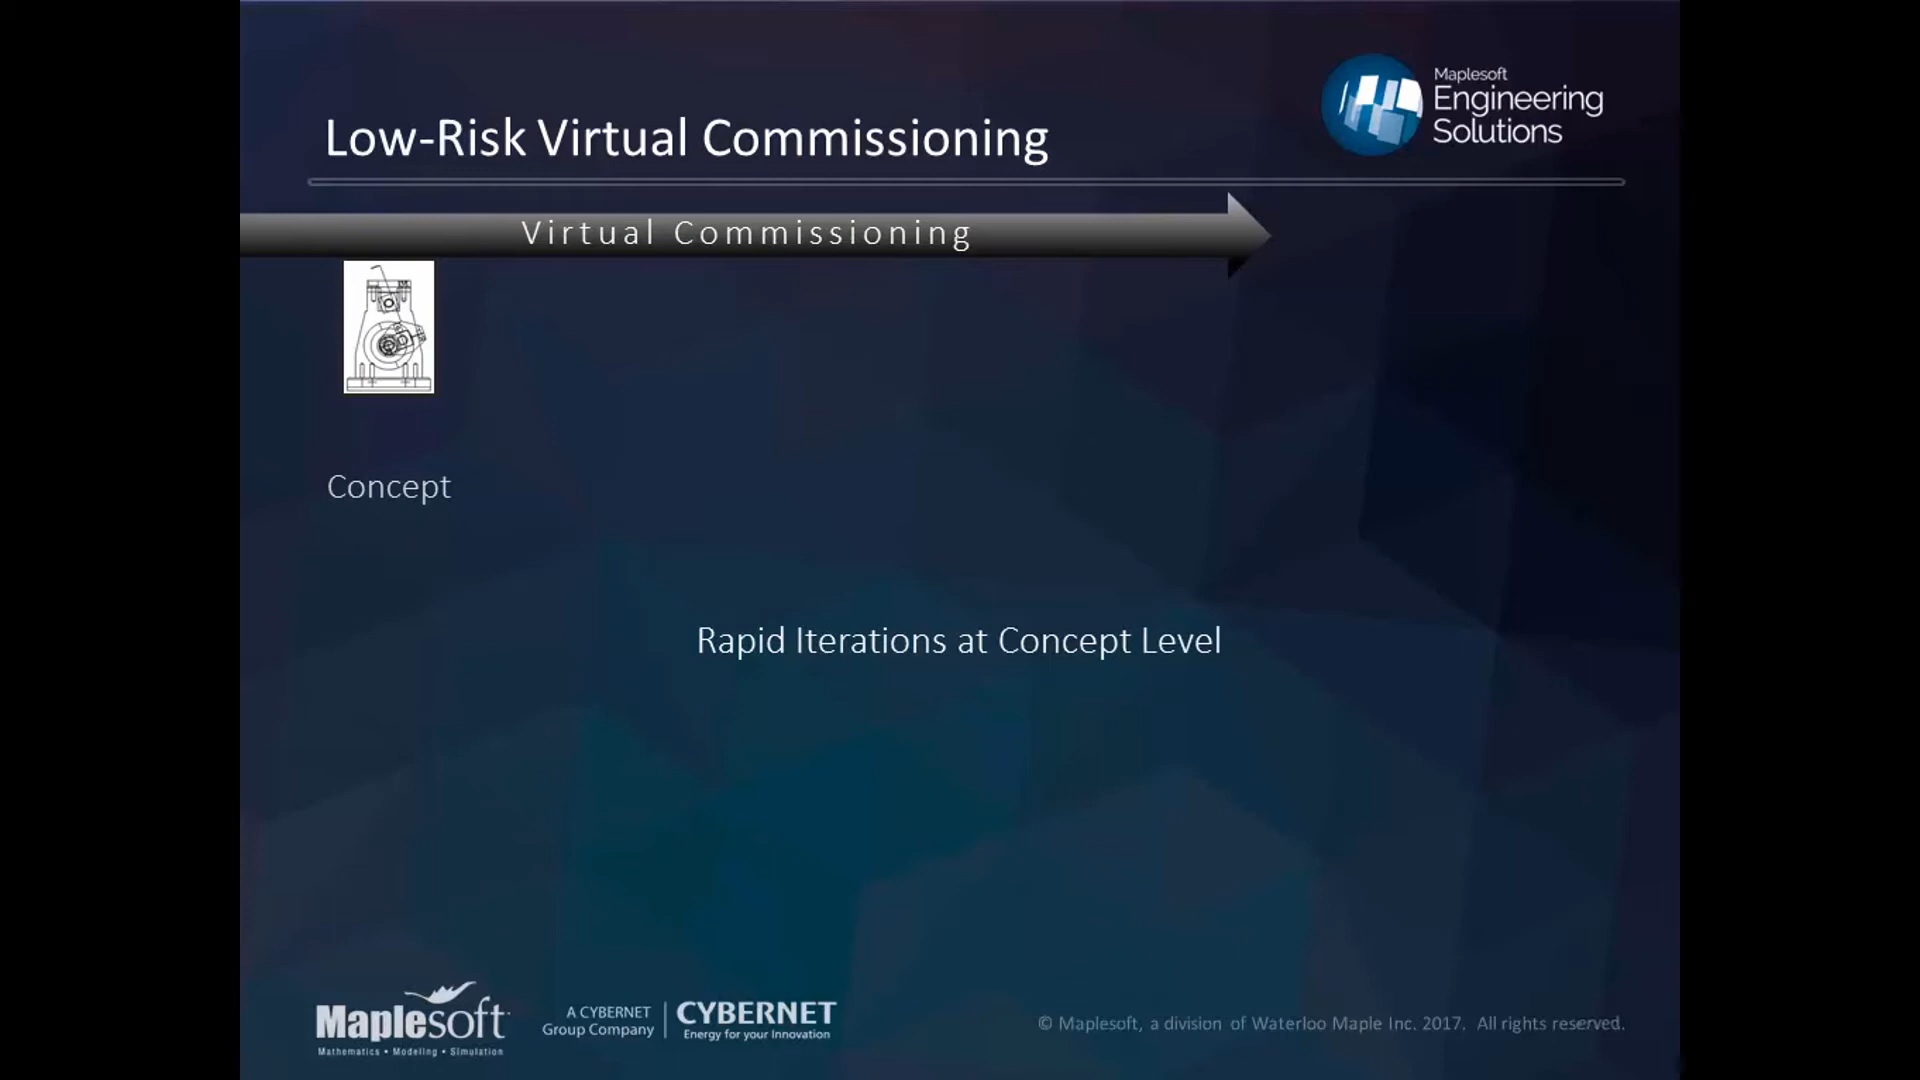 Maplesoft
Engineering
Solutions
Low-Risk Virtual Commissioning
Virtual Commissioning
Concept
Rapid Iterations at Concept Level
Maplesoft
Mathematics • Modeling • Simulation
A CYBERNET
Group Company
CYBERNET
Energy for your Innovation
© Maplesoft, a division of Waterloo Maple Inc. 2017. All rights reserved.